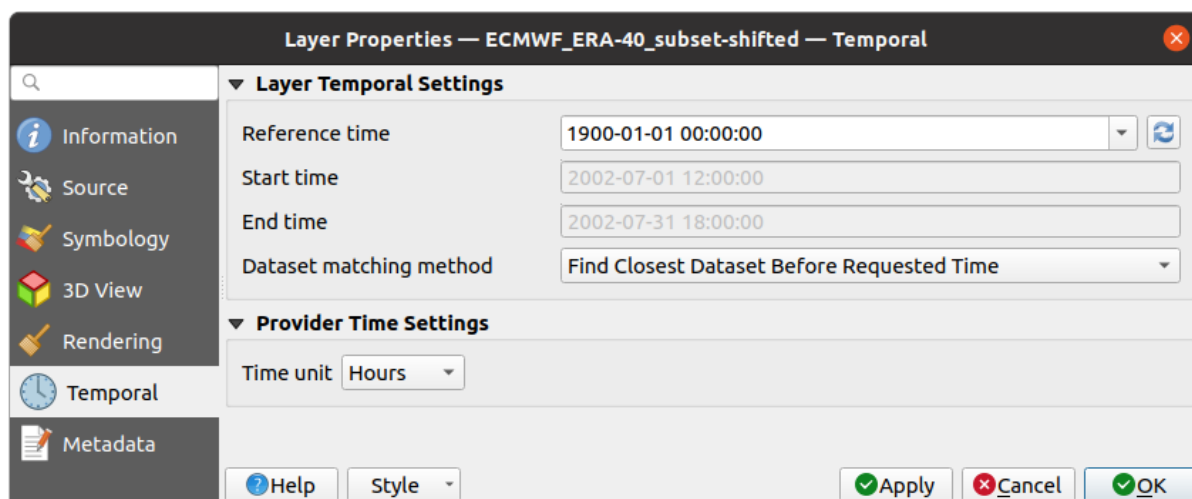 Layer Properties — ECMWF_ERA-40_subset-shifted — Temporal
Information
Source
Symbology
3D View
Rendering
Temporal
Metadata
Layer Temporal Settings
Reference time 1900-01-01 00:00:00
Start time 2002-07-01 12:00:00
End time 2002-07-31 18:00:00
Dataset matching method Find Closest Dataset Before Requested Time
Provider Time Settings
Time unit Hours
Help Style Apply Cancel OK